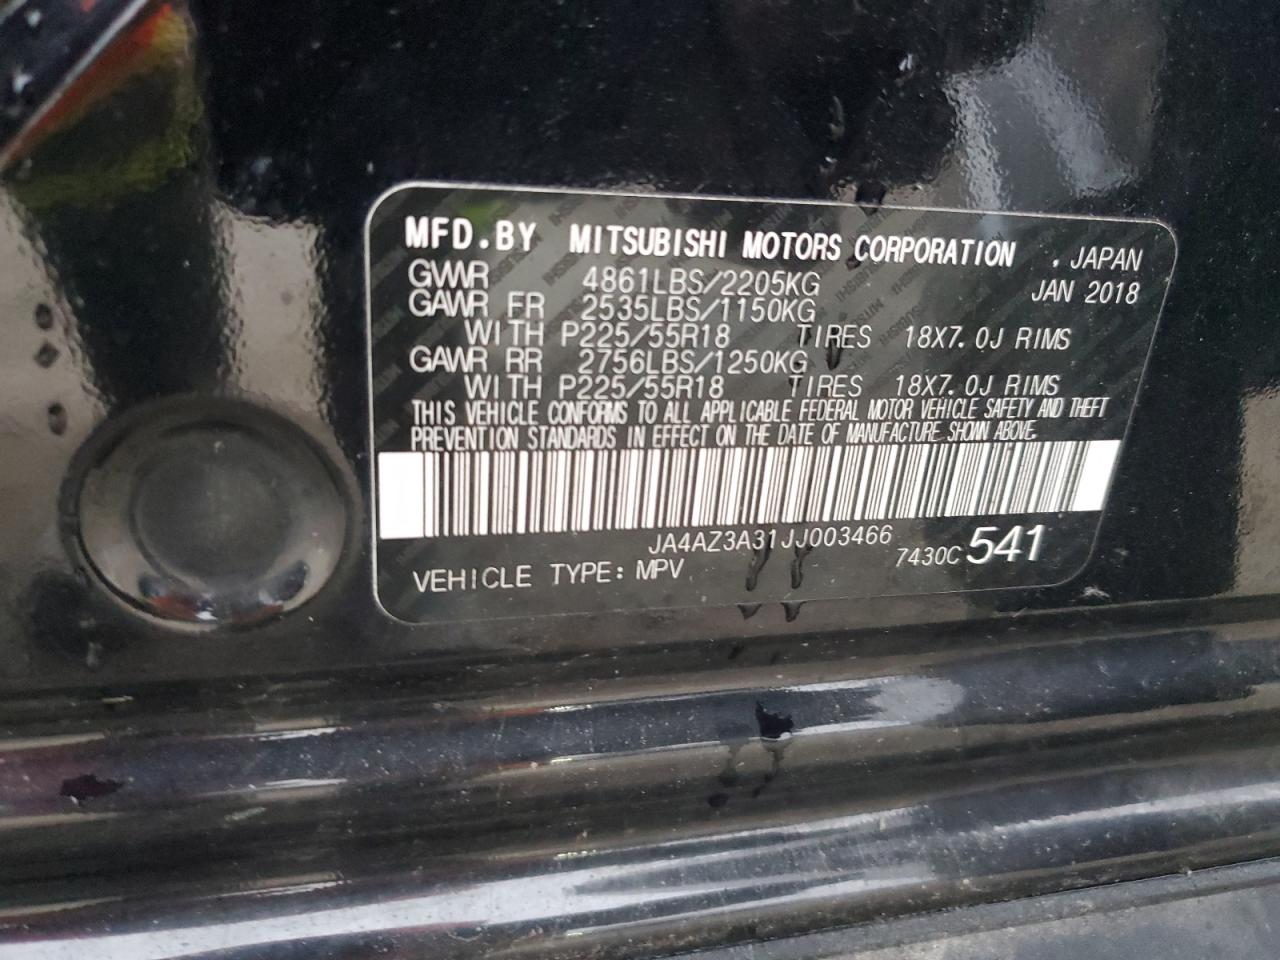 MFD.BY MITSUBISHI MOTORS CORPORATION , JAPAN
GVWR 4861LBS/2205KG JAN 2018
GAWR FR 2535LBS/1150KG
WITH P225/55R18 TIRES 18X7.0J RIMS
GAWR RR 2756LBS/1250KG
WITH P225/55R18 TIRES 18X7.0J RIMS
THIS VEHICLE CONFORMS TO ALL APPLICABLE FEDERAL MOTOR VEHICLE SAFETY AND THEFT
PREVENTION STANDARDS IN EFFECT ON THE DATE OF MANUFACTURE SHOWN ABOVE.
JA4AZ3A31JJ003466
7430C 541
VEHICLE TYPE: MPV